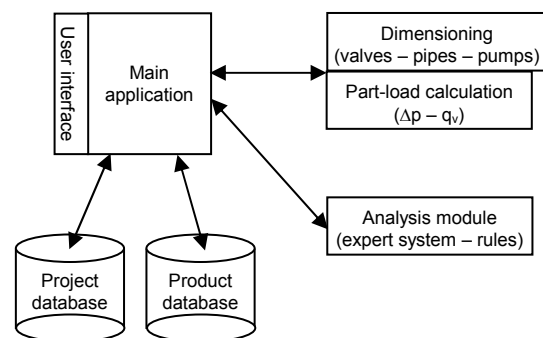 User interface
Main
application
Dimensioning
(valves – pipes – pumps)
Part-load calculation
(Δp – qᵥ)
Analysis module
(expert system – rules)
Project
database
Product
database